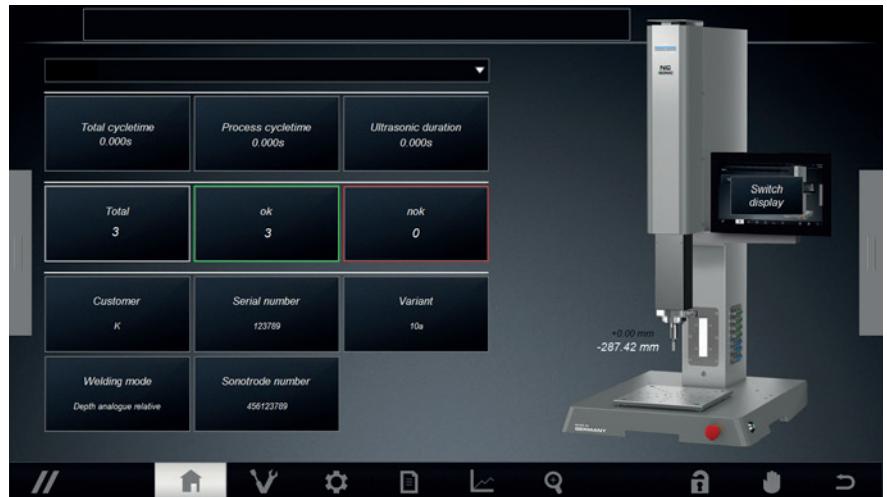 Total cycletime
0.000s
Process cycletime
0.000s
Ultrasonic duration
0.000s
Total
3
ok
3
nok
0
Customer
K
Serial number
123789
Variant
10a
Welding mode
Depth analogue relative
Sonotrode number
456123789
Switch
display
+0.00 mm
-287.42 mm
GERMANY